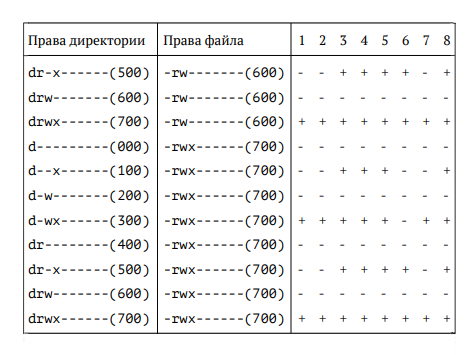 Права директории Права файла 1 2 3 4 5 6 7 8
dr-x------(500) -rw-------(600) - - + + + + - +
drw-------(600) -rw-------(600) - - - - - - - -
drwx------(700) -rw-------(600) + + + + + + + +
d---------(000) -rwx------(700) - - - - - - - -
d--x------(100) -rwx------(700) - - + + + - - +
d-w-------(200) -rwx------(700) - - - - - - - -
d-wx------(300) -rwx------(700) + + + + + - + +
dr--------(400) -rwx------(700) - - - - - - - -
dr-x------(500) -rwx------(700) - - + + + + - +
drw-------(600) -rwx------(700) - - - - - - - -
drwx------(700) -rwx------(700) + + + + + + + +